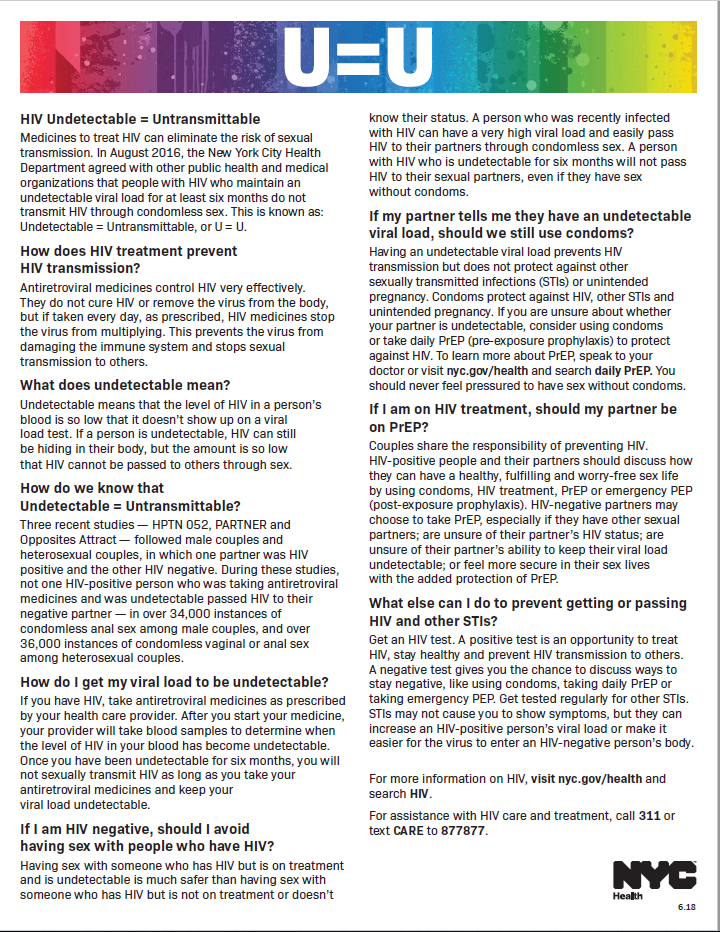 U=U
HIV Undetectable = Untransmittable
Medicines to treat HIV can eliminate the risk of sexual
transmission. In August 2016, the New York City Health
Department agreed with other public health and medical
organizations that people with HIV who maintain an
undetectable viral load for at least six months do not
transmit HIV through condomless sex. This is known as:
Undetectable = Untransmittable, or U = U.
How does HIV treatment prevent
HIV transmission?
Antiretroviral medicines control HIV very effectively.
They do not cure HIV or remove the virus from the body,
but if taken every day, as prescribed, HIV medicines stop
the virus from multiplying. This prevents the virus from
damaging the immune system and stops sexual
transmission to others.
What does undetectable mean?
Undetectable means that the level of HIV in a person's
blood is so low that it doesn't show up on a viral
load test. If a person is undetectable, HIV can still
be hiding in their body, but the amount is so low
that HIV cannot be passed to others through sex.
How do we know that
Undetectable = Untransmittable?
Three recent studies — HPTN 052, PARTNER and
Opposites Attract — followed male couples and
heterosexual couples, in which one partner was HIV
positive and the other HIV negative. During these studies,
not one HIV-positive person who was taking antiretroviral
medicines and was undetectable passed HIV to their
negative partner — in over 34,000 instances of
condomless anal sex among male couples, and over
36,000 instances of condomless vaginal or anal sex
among heterosexual couples.
How do I get my viral load to be undetectable?
If you have HIV, take antiretroviral medicines as prescribed
by your health care provider. After you start your medicine,
your provider will take blood samples to determine when
the level of HIV in your blood has become undetectable.
Once you have been undetectable for six months, you will
not sexually transmit HIV as long as you take your
antiretroviral medicines and keep your
viral load undetectable.
If I am HIV negative, should I avoid
having sex with people who have HIV?
Having sex with someone who has HIV but is on treatment
and is undetectable is much safer than having sex with
someone who has HIV but is not on treatment or doesn't
know their status. A person who was recently infected
with HIV can have a very high viral load and easily pass
HIV to their partners through condomless sex. A person
with HIV who is undetectable for six months will not pass
HIV to their sexual partners, even if they have sex
without condoms.
If my partner tells me they have an undetectable
viral load, should we still use condoms?
Having an undetectable viral load prevents HIV
transmission but does not protect against other
sexually transmitted infections (STIs) or unintended
pregnancy. Condoms protect against HIV, other STIs and
unintended pregnancy. If you are unsure about whether
your partner is undetectable, consider using condoms
or take daily PrEP (pre-exposure prophylaxis) to protect
against HIV. To learn more about PrEP, speak to your
doctor or visit nyc.gov/health and search daily PrEP. You
should never feel pressured to have sex without condoms.
If I am on HIV treatment, should my partner be
on PrEP?
Couples share the responsibility of preventing HIV.
HIV-positive people and their partners should discuss how
they can have a healthy, fulfilling and worry-free sex life
by using condoms, HIV treatment, PrEP or emergency PEP
(post-exposure prophylaxis). HIV-negative partners may
choose to take PrEP, especially if they have other sexual
partners; are unsure of their partner's HIV status; are
unsure of their partner's ability to keep their viral load
undetectable; or feel more secure in their sex lives
with the added protection of PrEP.
What else can I do to prevent getting or passing
HIV and other STIs?
Get an HIV test. A positive test is an opportunity to treat
HIV, stay healthy and prevent HIV transmission to others.
A negative test gives you the chance to discuss ways to
stay negative, like using condoms, taking daily PrEP or
taking emergency PEP. Get tested regularly for other STIs.
STIs may not cause you to show symptoms, but they can
increase an HIV-positive person's viral load or make it
easier for the virus to enter an HIV-negative person's body.
For more information on HIV, visit nyc.gov/health and
search HIV.
For assistance with HIV care and treatment, call 311 or
text CARE to 877877.
NYC
Health
6.18